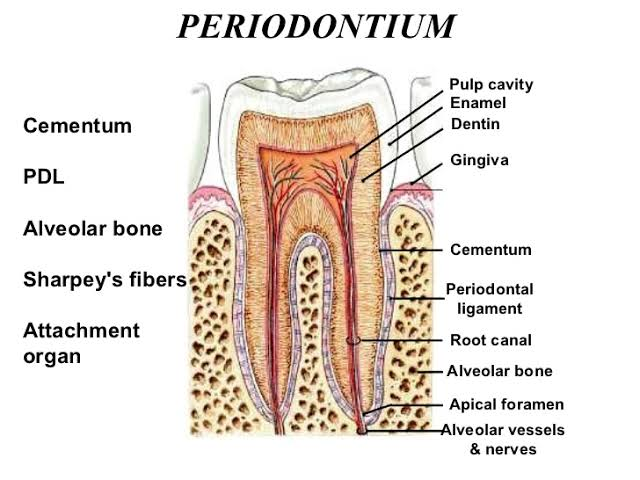 PERIODONTIUM
Cementum
PDL
Alveolar bone
Sharpey's fibers
Attachment
organ
Pulp cavity
Enamel
Dentin
Gingiva
Cementum
Periodontal
ligament
Root canal
Alveolar bone
Apical foramen
Alveolar vessels
& nerves